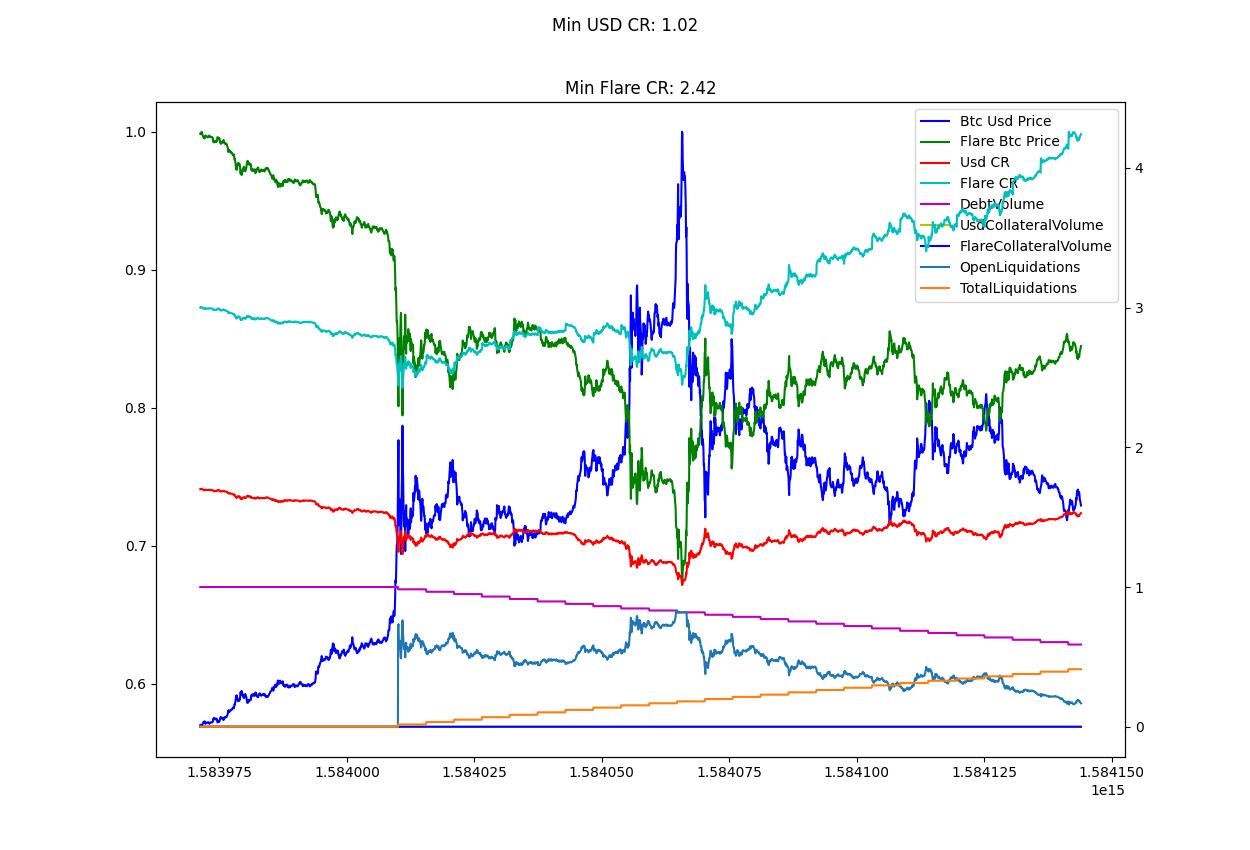 Min USD CR: 1.02
Min Flare CR: 2.42
Btc Usd Price
Flare Btc Price
Usd CR
Flare CR
DebtVolume
UsdCollateralVolume
FlareCollateralVolume
OpenLiquidations
TotalLiquidations
1.0
0.9
0.8
0.7
0.6
4
3
2
1
0
1.583975
1.584000
1.584025
1.584050
1.584075
1.584100
1.584125
1.584150
1e15